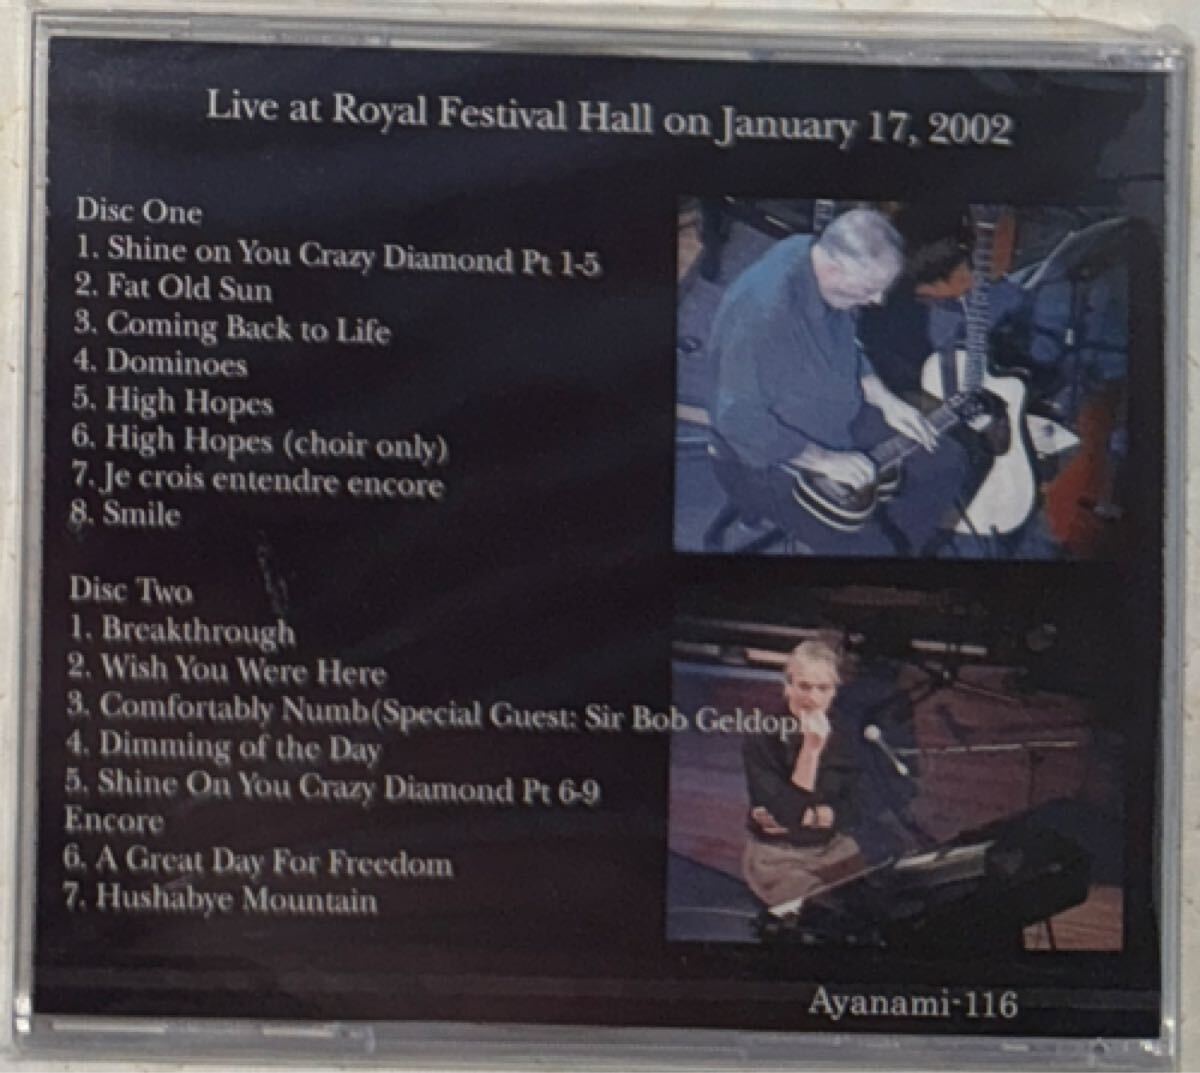 Live at Royal Festival Hall on January 17, 2002
Disc One
1. Shine on You Crazy Diamond Pt 1-5
2. Fat Old Sun
3. Coming Back to Life
4. Dominoes
5. High Hopes
6. High Hopes (choir only)
7. Je crois entendre encore
8. Smile
Disc Two
1. Breakthrough
2. Wish You Were Here
3. Comfortably Numb(Special Guest: Sir Bob Geldoph
4. Dimming of the Day
5. Shine On You Crazy Diamond Pt 6-9
Encore
6. A Great Day For Freedom
7. Hushabye Mountain
Ayanami-116